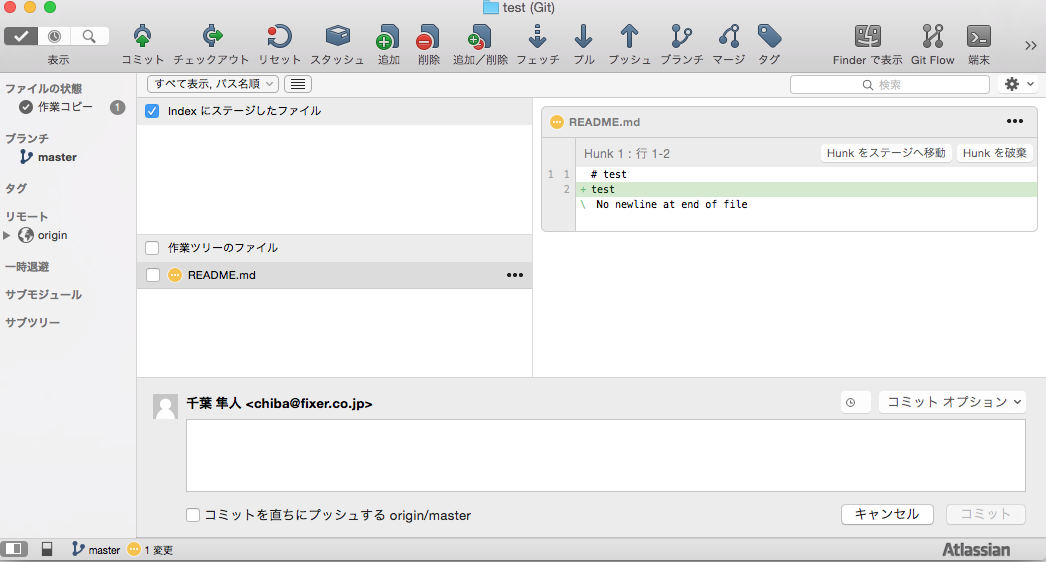 test (Git)
表示
コミット
チェックアウト
リセット
スタッシュ
追加
削除
追加／削除
フェッチ
プル
プッシュ
ブランチ
マージ
タグ
Finder で表示
Git Flow
端末
ファイルの状態
作業コピー 1
ブランチ
master
タグ
リモート
origin
一時退避
サブモジュール
サブツリー
すべて表示, パス名順
検索
Index にステージしたファイル
作業ツリーのファイル
README.md
README.md
Hunk 1：行 1-2
Hunk をステージへ移動
Hunk を破棄
1 1 # test
2 + test
\ No newline at end of file
千葉 隼人 <chiba@fixer.co.jp>
コミット オプション
コミットを直ちにプッシュする origin/master
キャンセル
コミット
master
1 変更
Atlassian